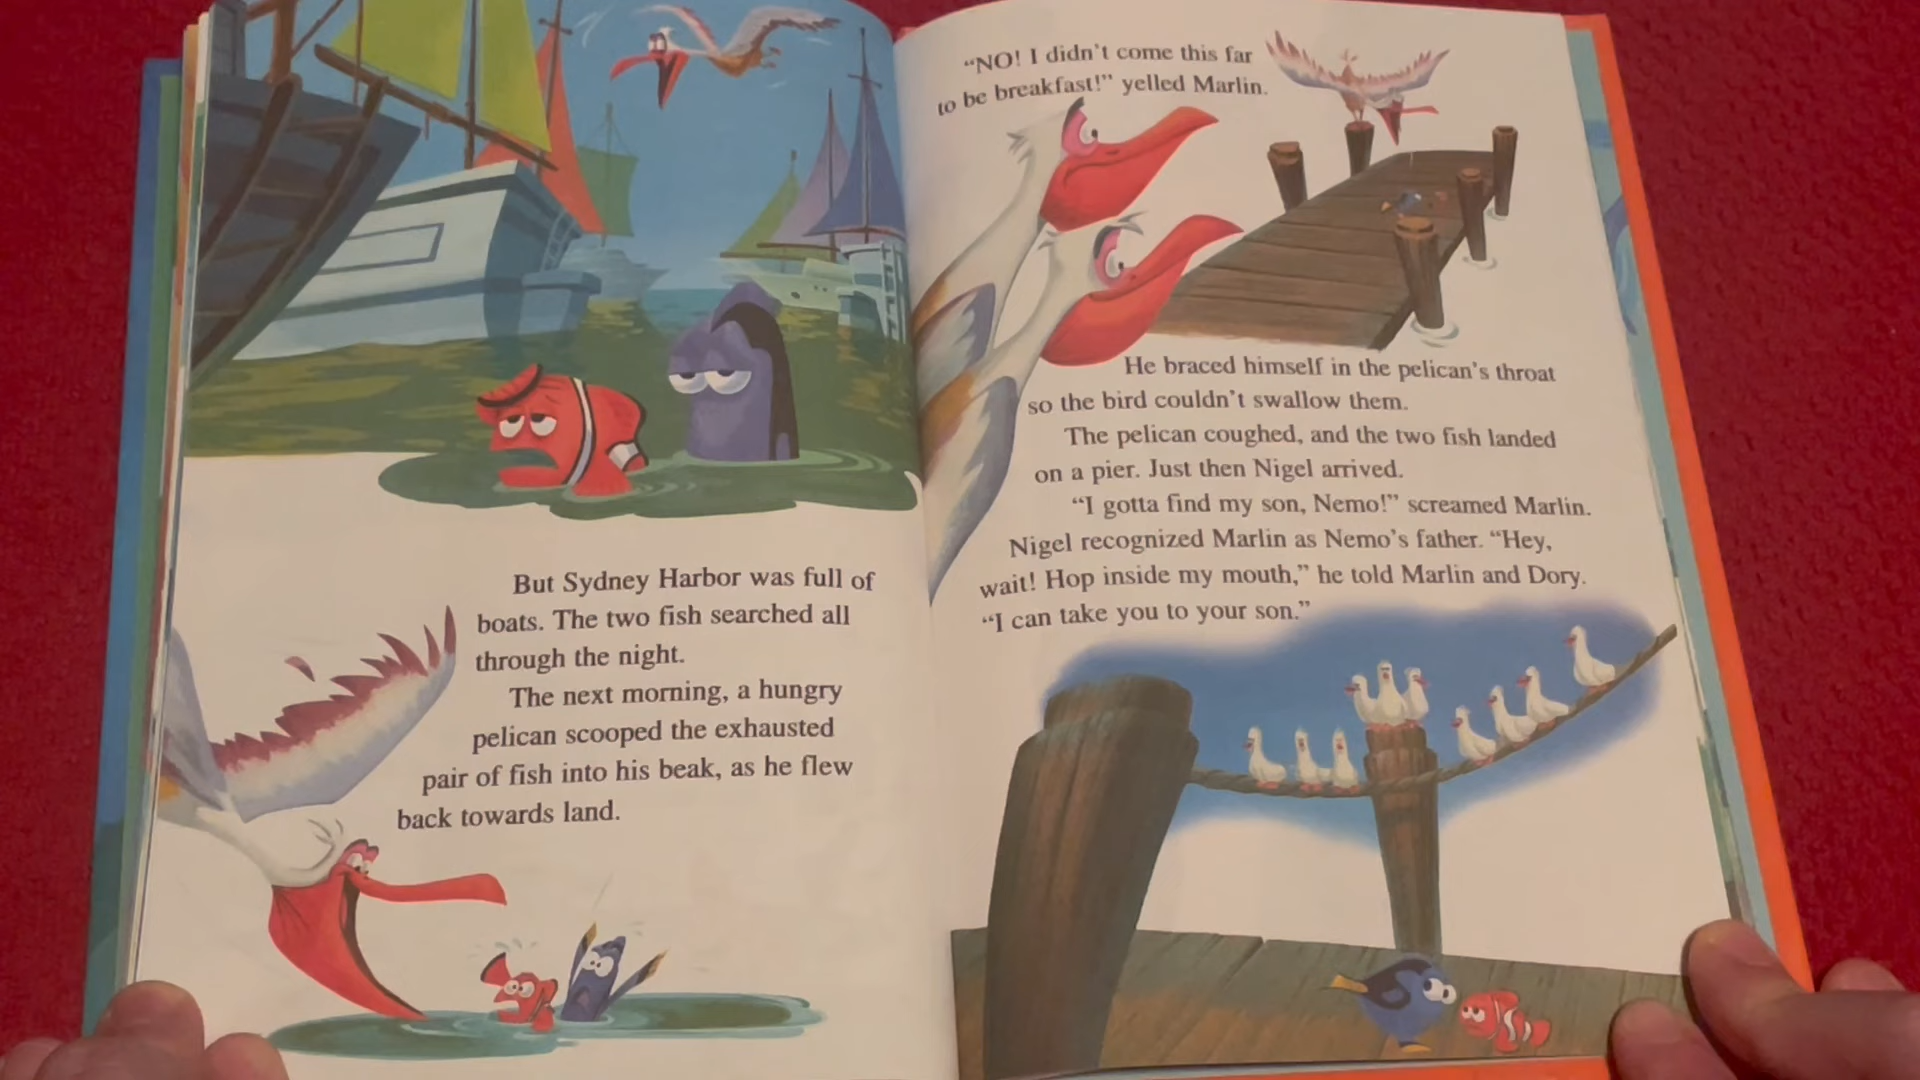 But Sydney Harbor was full of
boats. The two fish searched all
through the night.
The next morning, a hungry
pelican scooped the exhausted
pair of fish into his beak, as he flew
back towards land.
“NO! I didn’t come this far
to be breakfast!” yelled Marlin.
He braced himself in the pelican’s throat
so the bird couldn’t swallow them.
The pelican coughed, and the two fish landed
on a pier. Just then Nigel arrived.
“I gotta find my son, Nemo!” screamed Marlin.
Nigel recognized Marlin as Nemo’s father. “Hey,
wait! Hop inside my mouth,” he told Marlin and Dory.
“I can take you to your son.”